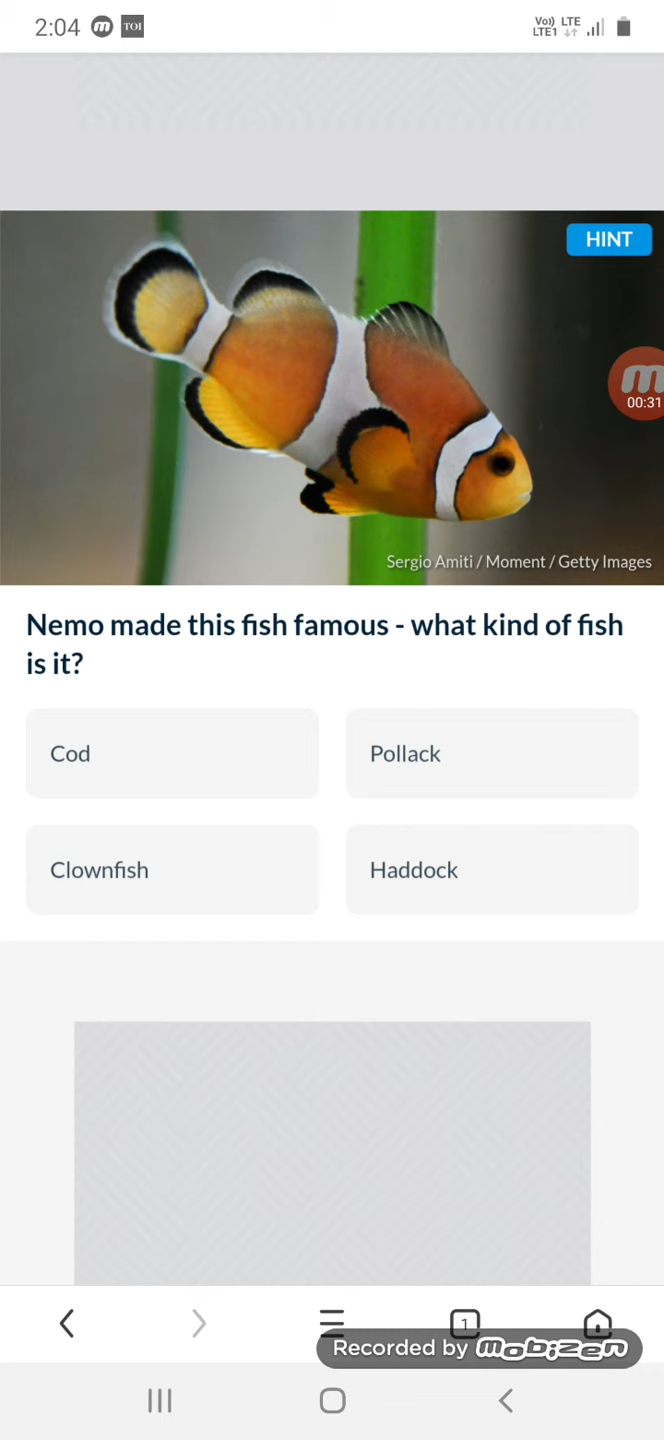 2:04 m TOI Vo)) LTE LTE1
HINT
m
00:31
Sergio Amiti / Moment / Getty Images
Nemo made this fish famous - what kind of fish
is it?
Cod Pollack
Clownfish Haddock
1
Recorded by mobizen